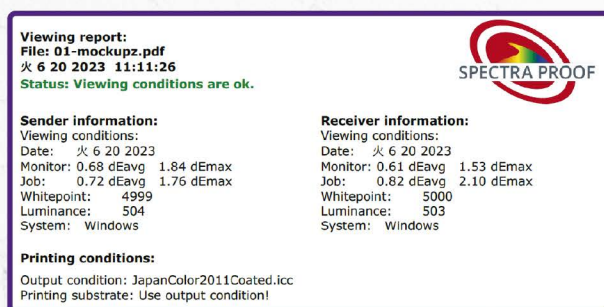 Viewing report:
File: 01-mockupz.pdf
火 6 20 2023 11:11:26
Status: Viewing conditions are ok.
SPECTRA PROOF
Sender information:
Viewing conditions:
Date: 火 6 20 2023
Monitor: 0.68 dEavg 1.84 dEmax
Job: 0.72 dEavg 1.76 dEmax
Whitepoint: 4999
Luminance: 504
System: Windows
Receiver information:
Viewing conditions:
Date: 火 6 20 2023
Monitor: 0.61 dEavg 1.53 dEmax
Job: 0.82 dEavg 2.10 dEmax
Whitepoint: 5000
Luminance: 503
System: Windows
Printing conditions:
Output condition: JapanColor2011Coated.icc
Printing substrate: Use output condition!